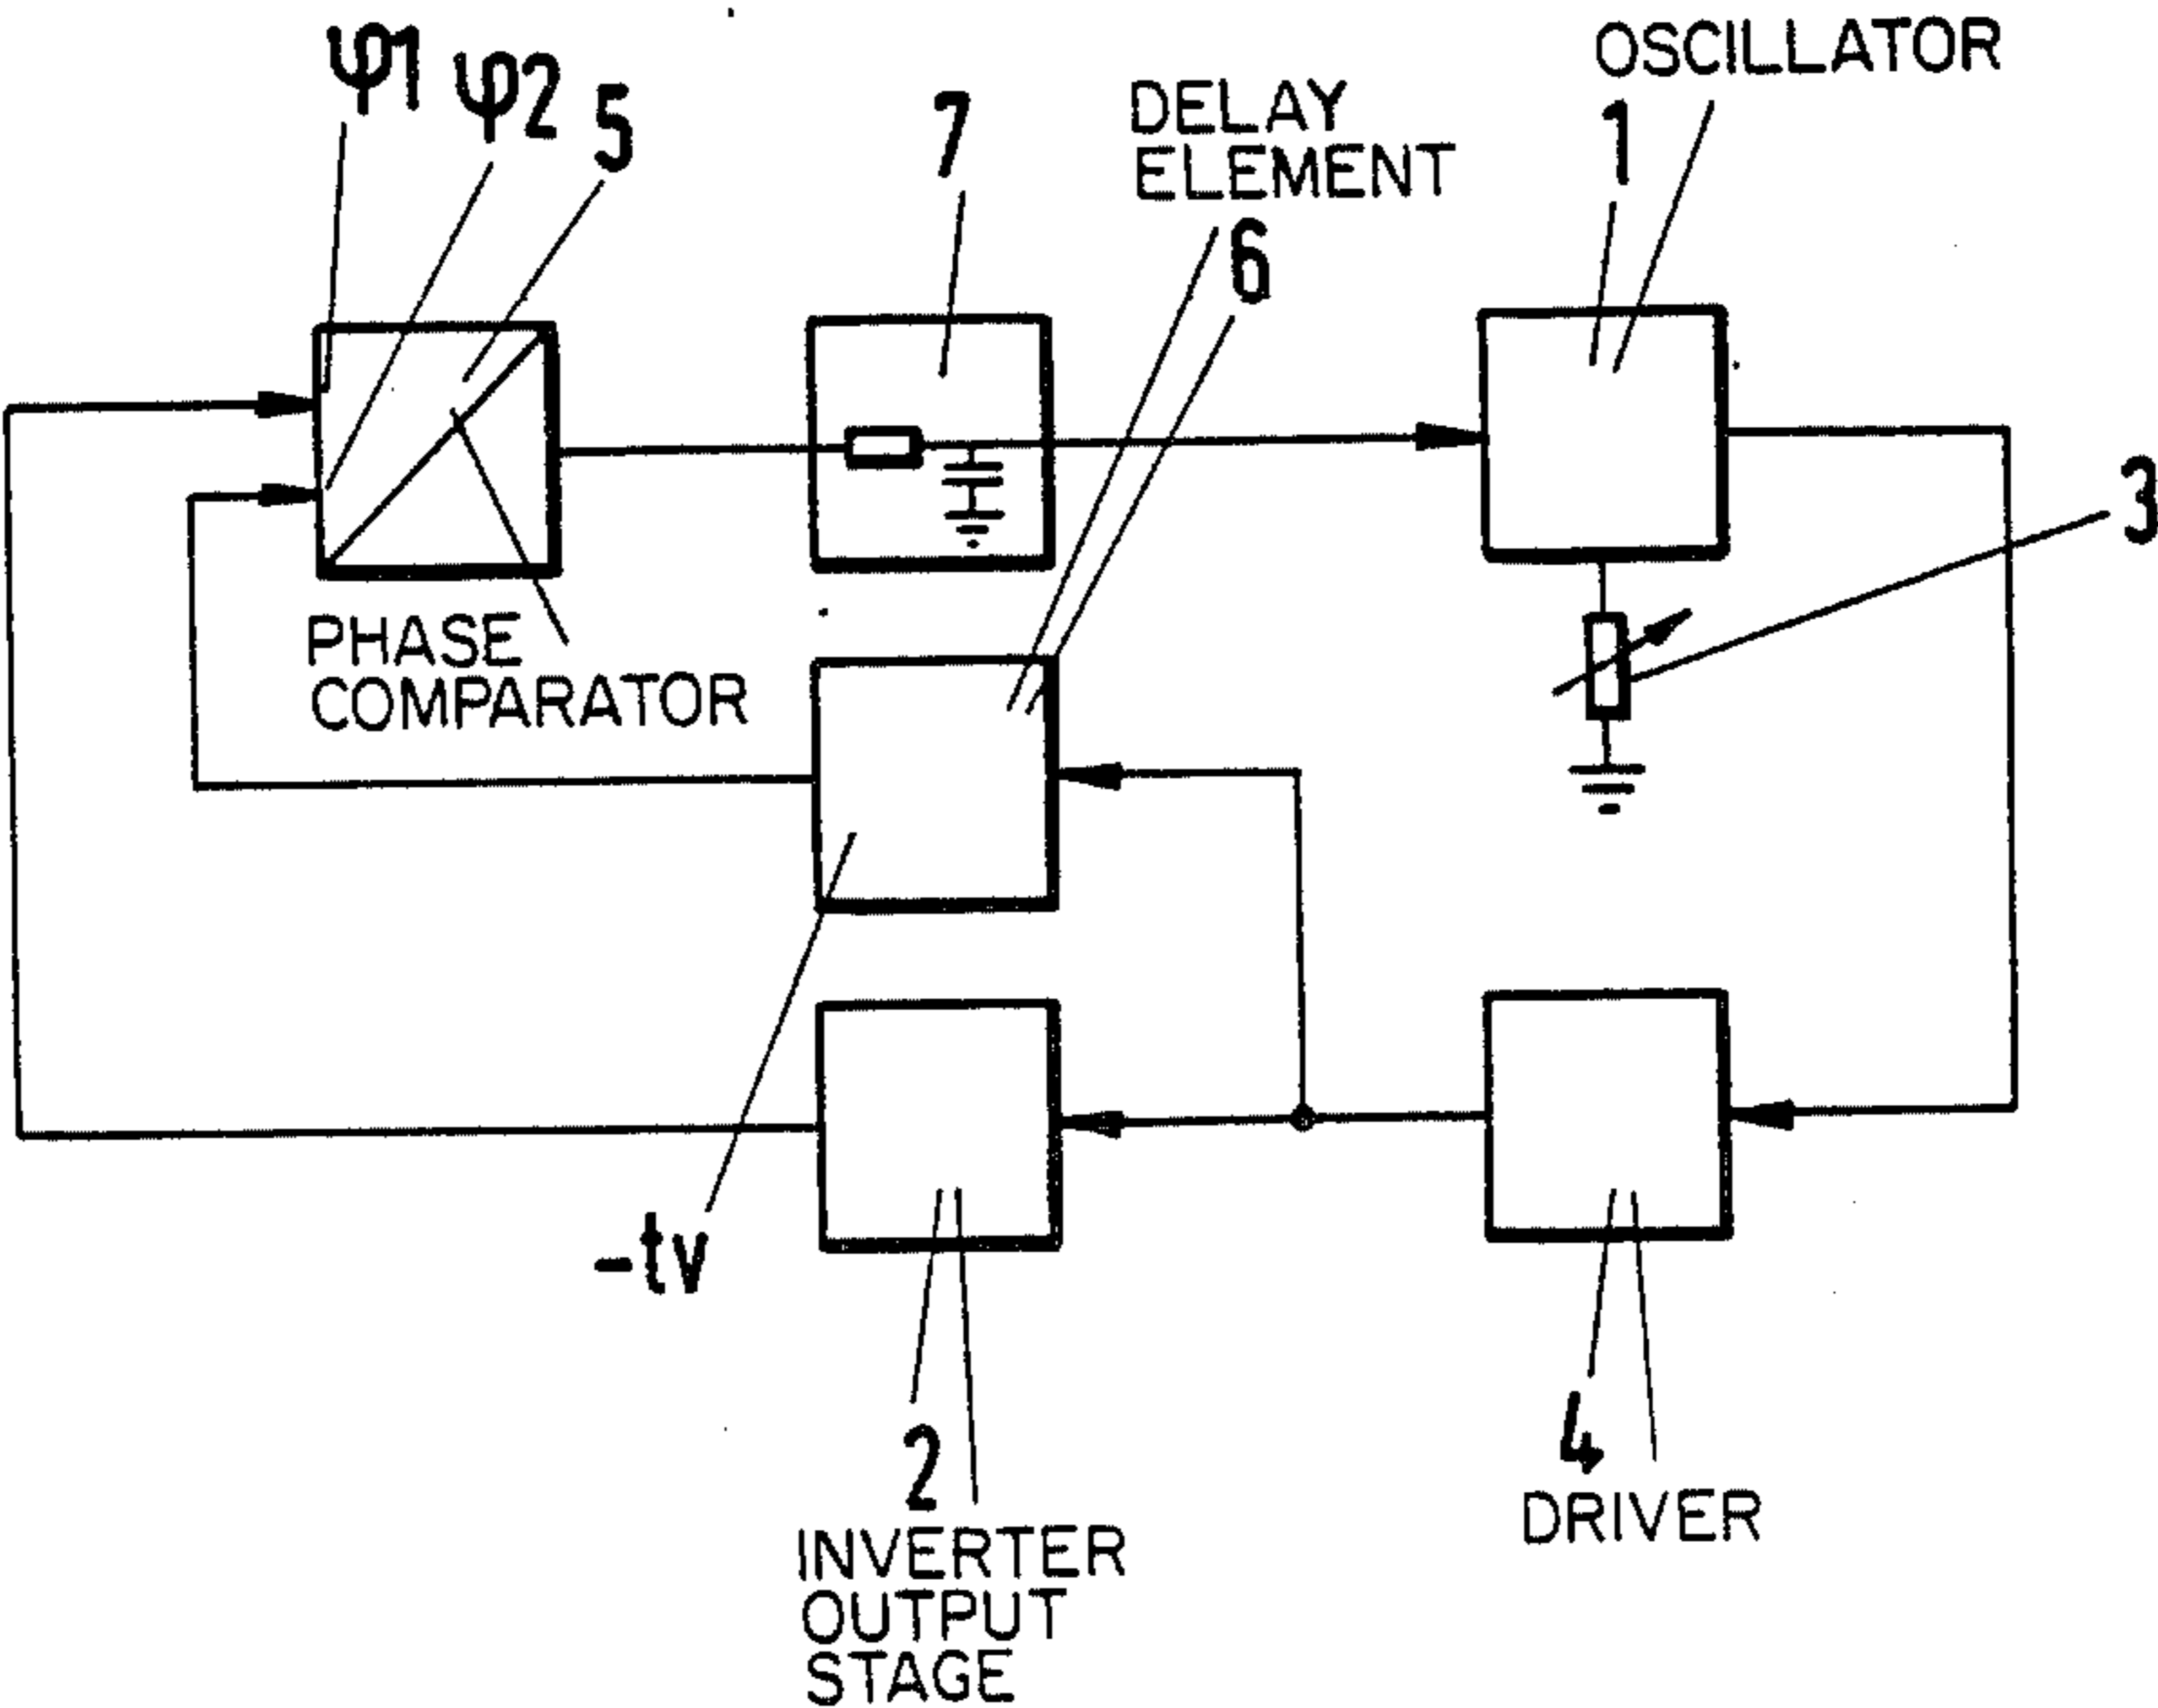 φ1
φ2
5
7
DELAY
ELEMENT
6
OSCILLATOR
1
3
PHASE
COMPARATOR
-tv
2
INVERTER
OUTPUT
STAGE
4
DRIVER